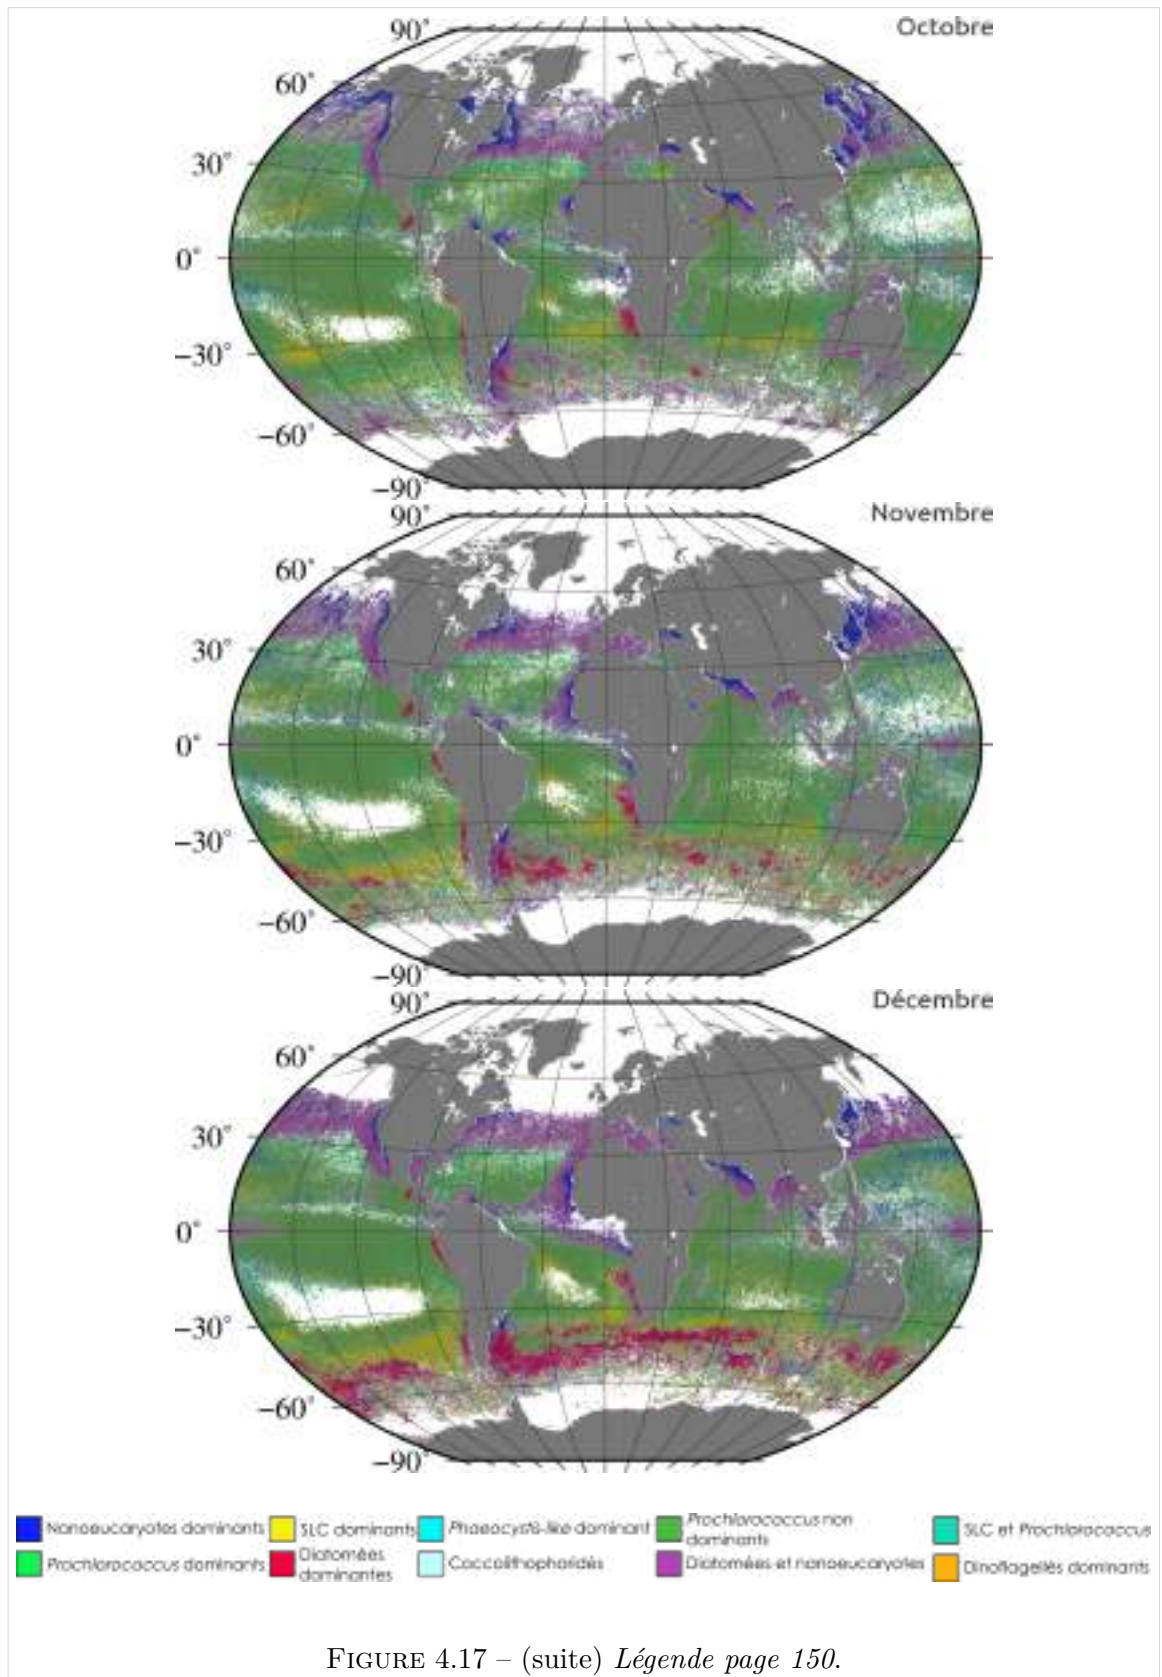 Octobre
90°
60°
30°
0°
−30°
−60°
−90°
Novembre
90°
60°
30°
0°
−30°
−60°
−90°
Décembre
90°
60°
30°
0°
−30°
−60°
−90°
Nanoeucaryotes dominants
SLC dominants
Phaeocystis-like dominant
Prochlorococcus non
dominants
SLC et Prochlorococcus
Prochlorococcus dominants
Diatomées
dominantes
Coccolithophoridés
Diatomées et nanoeucaryotes
Dinoflagellés dominants
FIGURE 4.17 – (suite) Légende page 150.